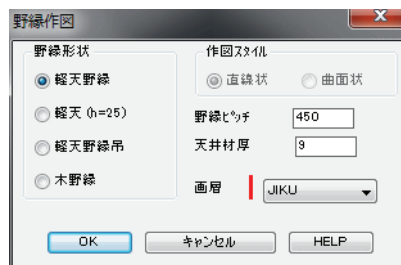 野縁作図
野縁形状
軽天野縁
軽天 (h=25)
軽天野縁吊
木野縁
作図ｽﾀｲﾙ
直線状 曲面状
野縁ﾋﾟｯﾁ 450
天井材厚 9
画層 JIKU
OK キャンセル HELP